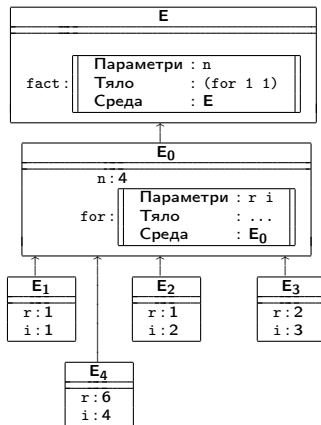 E
fact : Параметри : n
Тяло : (for 1 1)
Среда : E
E₀
n : 4
for : Параметри : r i
Тяло : ...
Среда : E₀
E₁
r : 1
i : 1
E₂
r : 1
i : 2
E₃
r : 2
i : 3
E₄
r : 6
i : 4